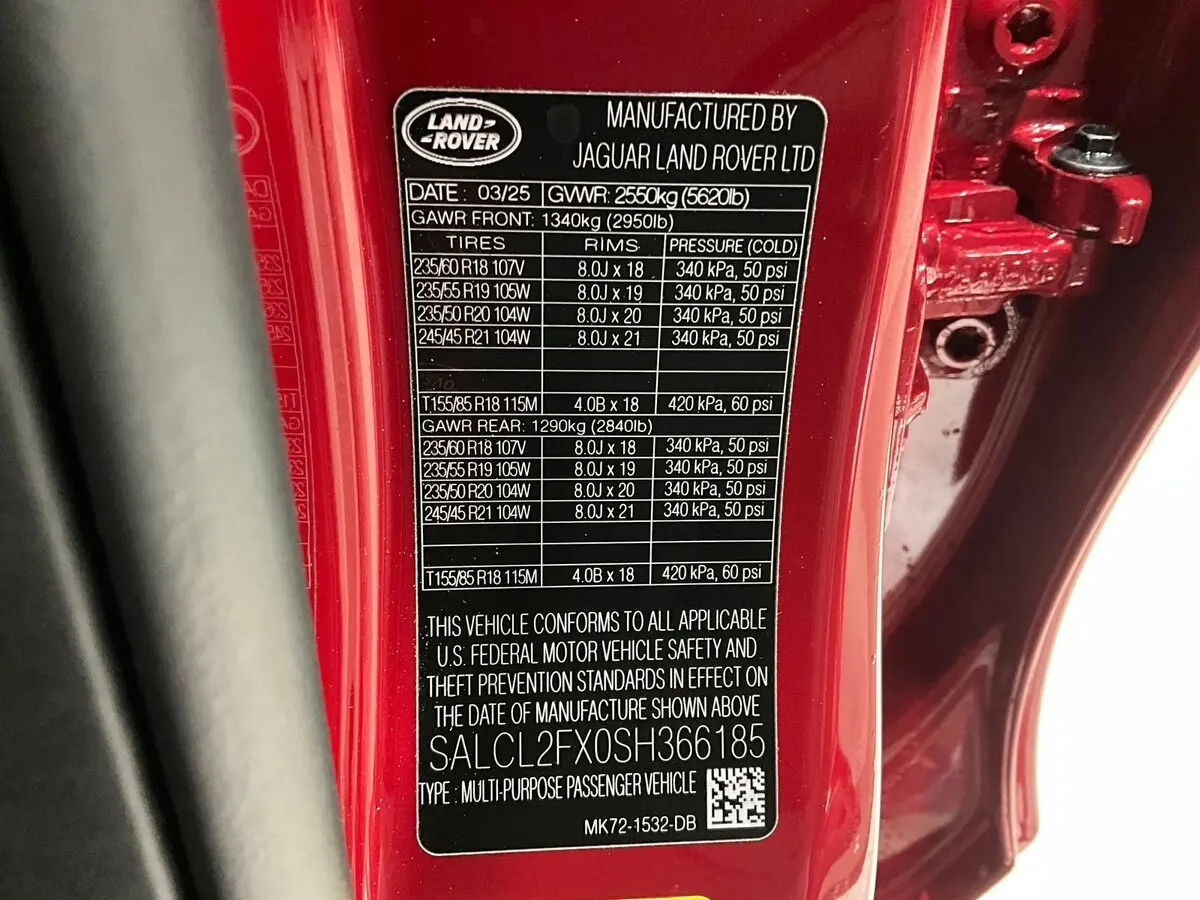 LAND-
-ROVER
MANUFACTURED BY
JAGUAR LAND ROVER LTD
DATE : 03/25 GVWR: 2550kg (5620lb)
GAWR FRONT: 1340kg (2950lb)
TIRES RIMS PRESSURE (COLD)
235/60 R18 107V 8.0J x 18 340 kPa, 50 psi
235/55 R19 105W 8.0J x 19 340 kPa, 50 psi
235/50 R20 104W 8.0J x 20 340 kPa, 50 psi
245/45 R21 104W 8.0J x 21 340 kPa, 50 psi
T155/85 R18 115M 4.0B x 18 420 kPa, 60 psi
GAWR REAR: 1290kg (2840lb)
235/60 R18 107V 8.0J x 18 340 kPa, 50 psi
235/55 R19 105W 8.0J x 19 340 kPa, 50 psi
235/50 R20 104W 8.0J x 20 340 kPa, 50 psi
245/45 R21 104W 8.0J x 21 340 kPa, 50 psi
T155/85 R18 115M 4.0B x 18 420 kPa, 60 psi
THIS VEHICLE CONFORMS TO ALL APPLICABLE
U.S. FEDERAL MOTOR VEHICLE SAFETY AND
THEFT PREVENTION STANDARDS IN EFFECT ON
THE DATE OF MANUFACTURE SHOWN ABOVE
SALCL2FX0SH366185
TYPE : MULTI-PURPOSE PASSENGER VEHICLE
MK72-1532-DB